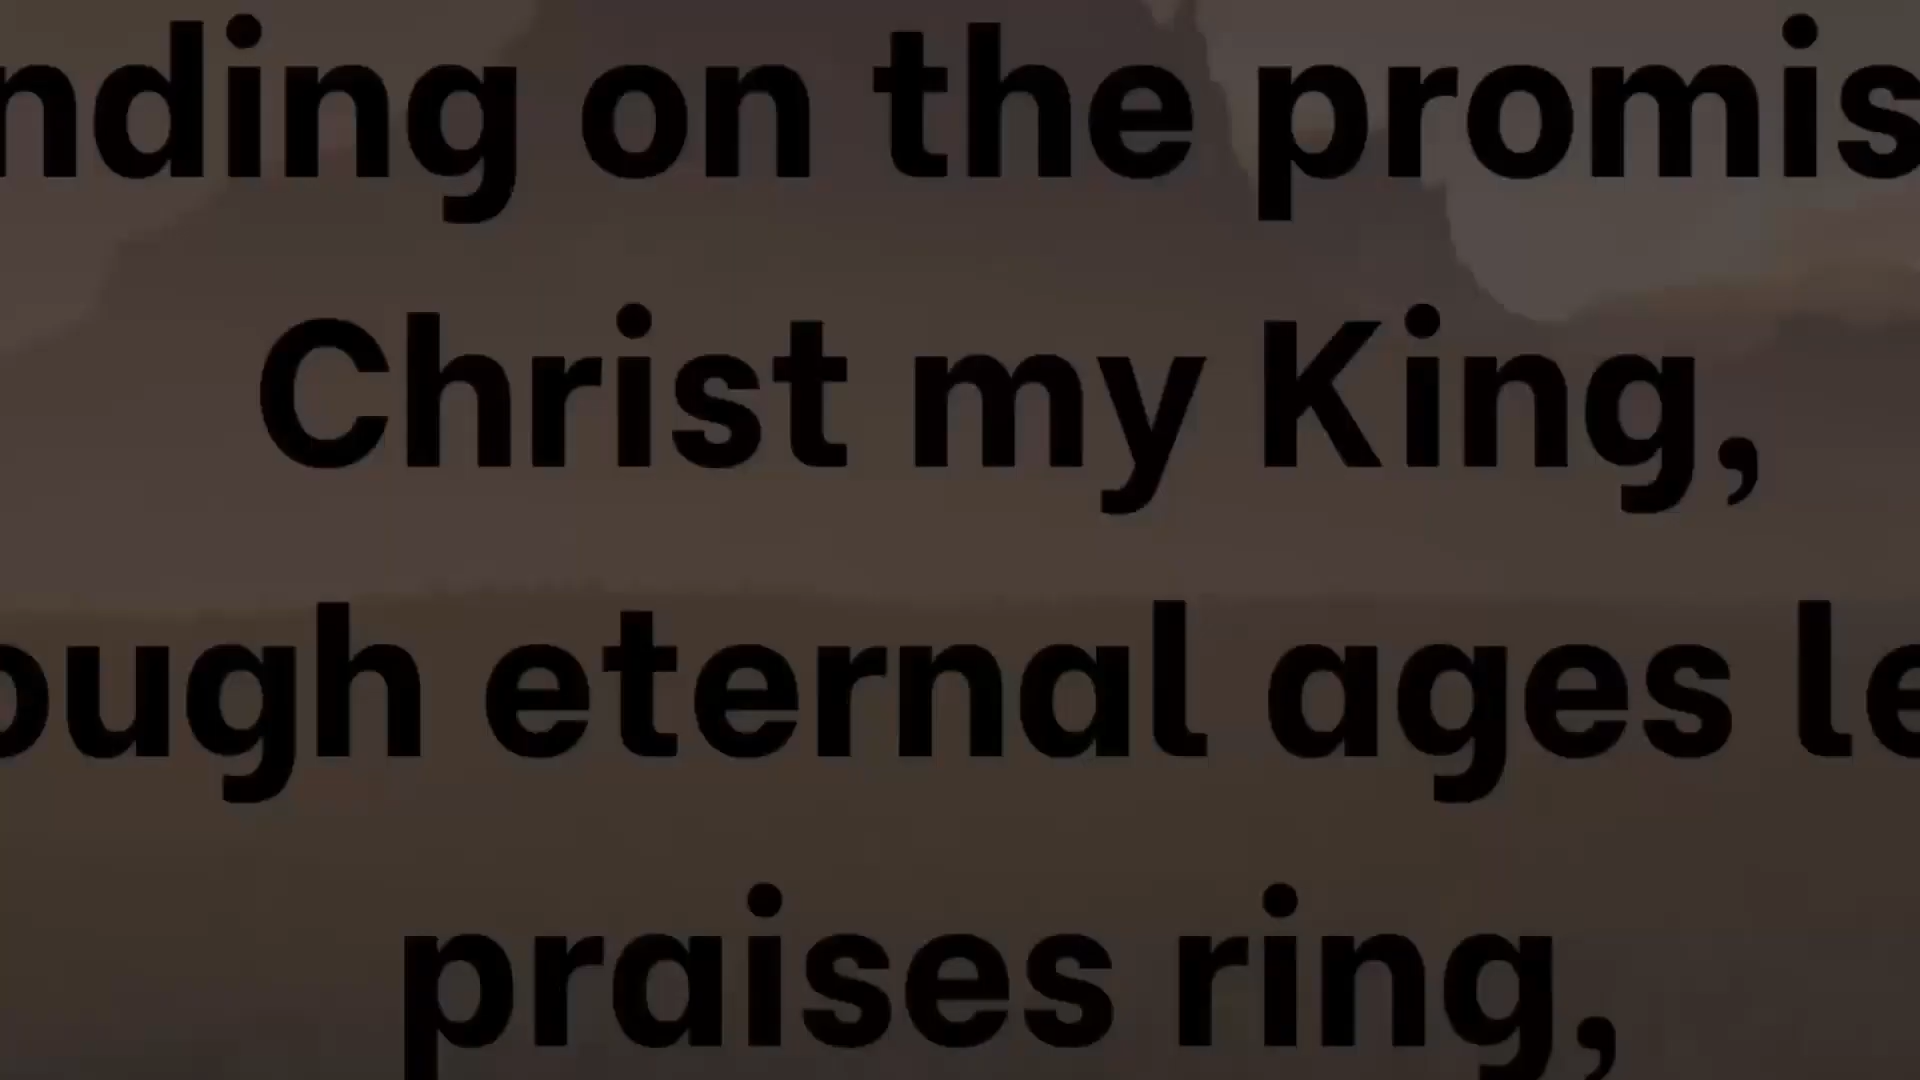 nding on the promis
Christ my King,
ough eternal ages le
praises ring,